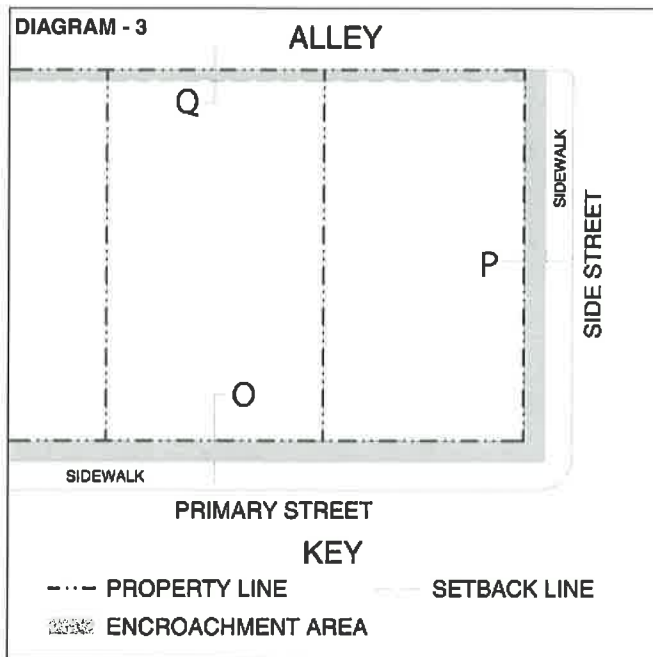 DIAGRAM - 3
ALLEY
Q
SIDEWALK
P
SIDE STREET
O
SIDEWALK
PRIMARY STREET
KEY
PROPERTY LINE
SETBACK LINE
ENCROACHMENT AREA